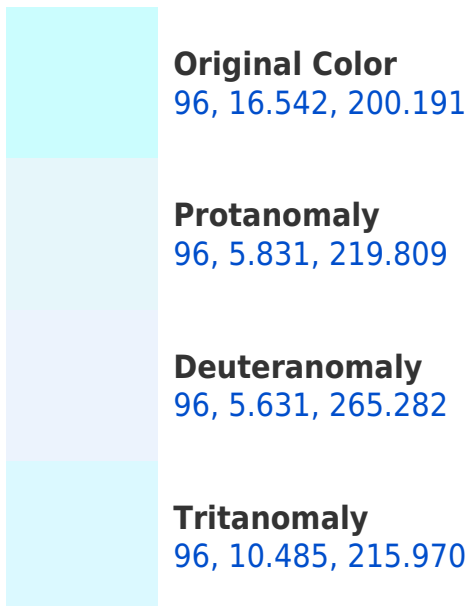 Original Color
96, 16.542, 200.191
Protanomaly
96, 5.831, 219.809
Deuteranomaly
96, 5.631, 265.282
Tritanomaly
96, 10.485, 215.970